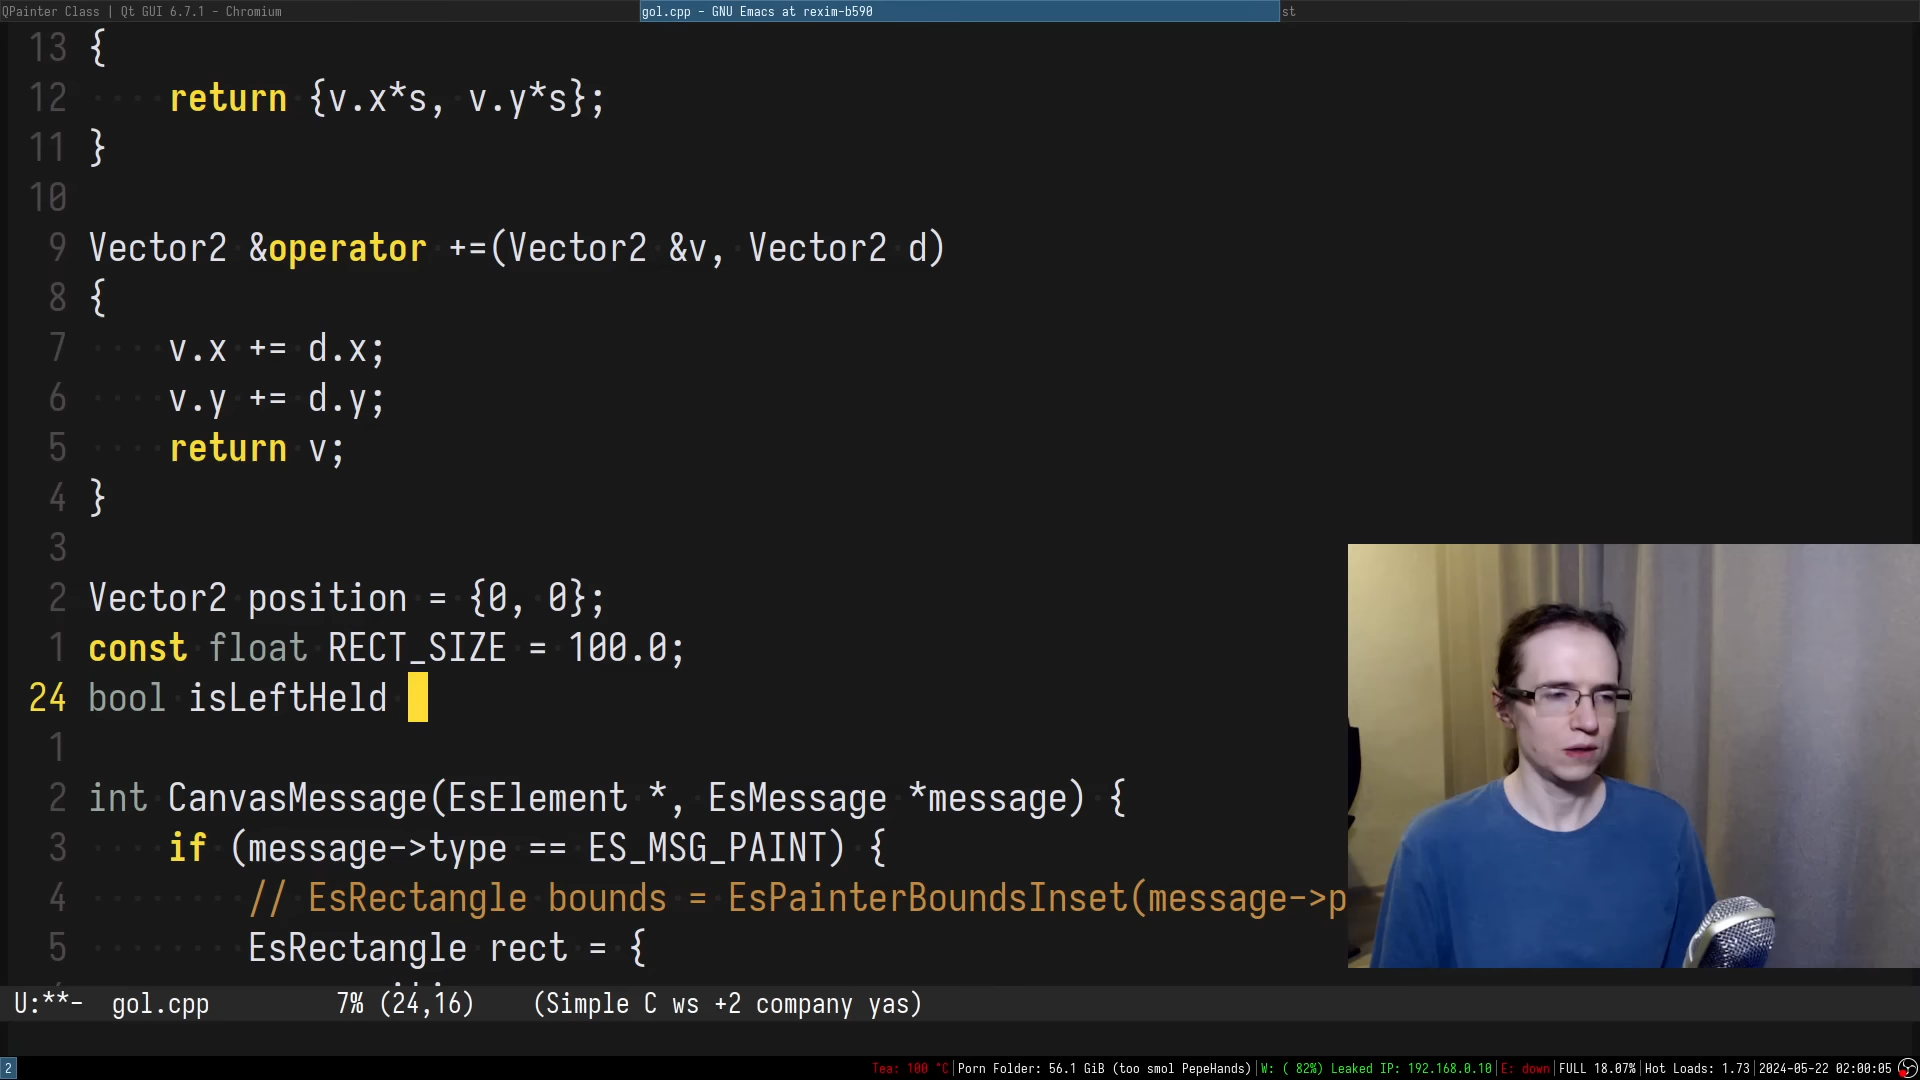 QPainter Class | Qt GUI 6.7.1 - Chromium
gol.cpp - GNU Emacs at rexim-b590
st
13 {
12 return {v.x*s, v.y*s};
11 }
10
9 Vector2 &operator +=(Vector2 &v, Vector2 d)
8 {
7 v.x += d.x;
6 v.y += d.y;
5 return v;
4 }
3
2 Vector2 position = {0, 0};
1 const float RECT_SIZE = 100.0;
24 bool isLeftHeld
1
2 int CanvasMessage(EsElement *, EsMessage *message) {
3 if (message->type == ES_MSG_PAINT) {
4 // EsRectangle bounds = EsPainterBoundsInset(message->p
5 EsRectangle rect = {
U:**- gol.cpp 7% (24,16) (Simple C ws +2 company yas)
2
Tea: 100 °C|Porn Folder: 56.1 GiB (too smol PepeHands)|W: ( 82%) Leaked IP: 192.168.0.10|E: down|FULL 18.07%|Hot Loads: 1.73|2024-05-22 02:00:05